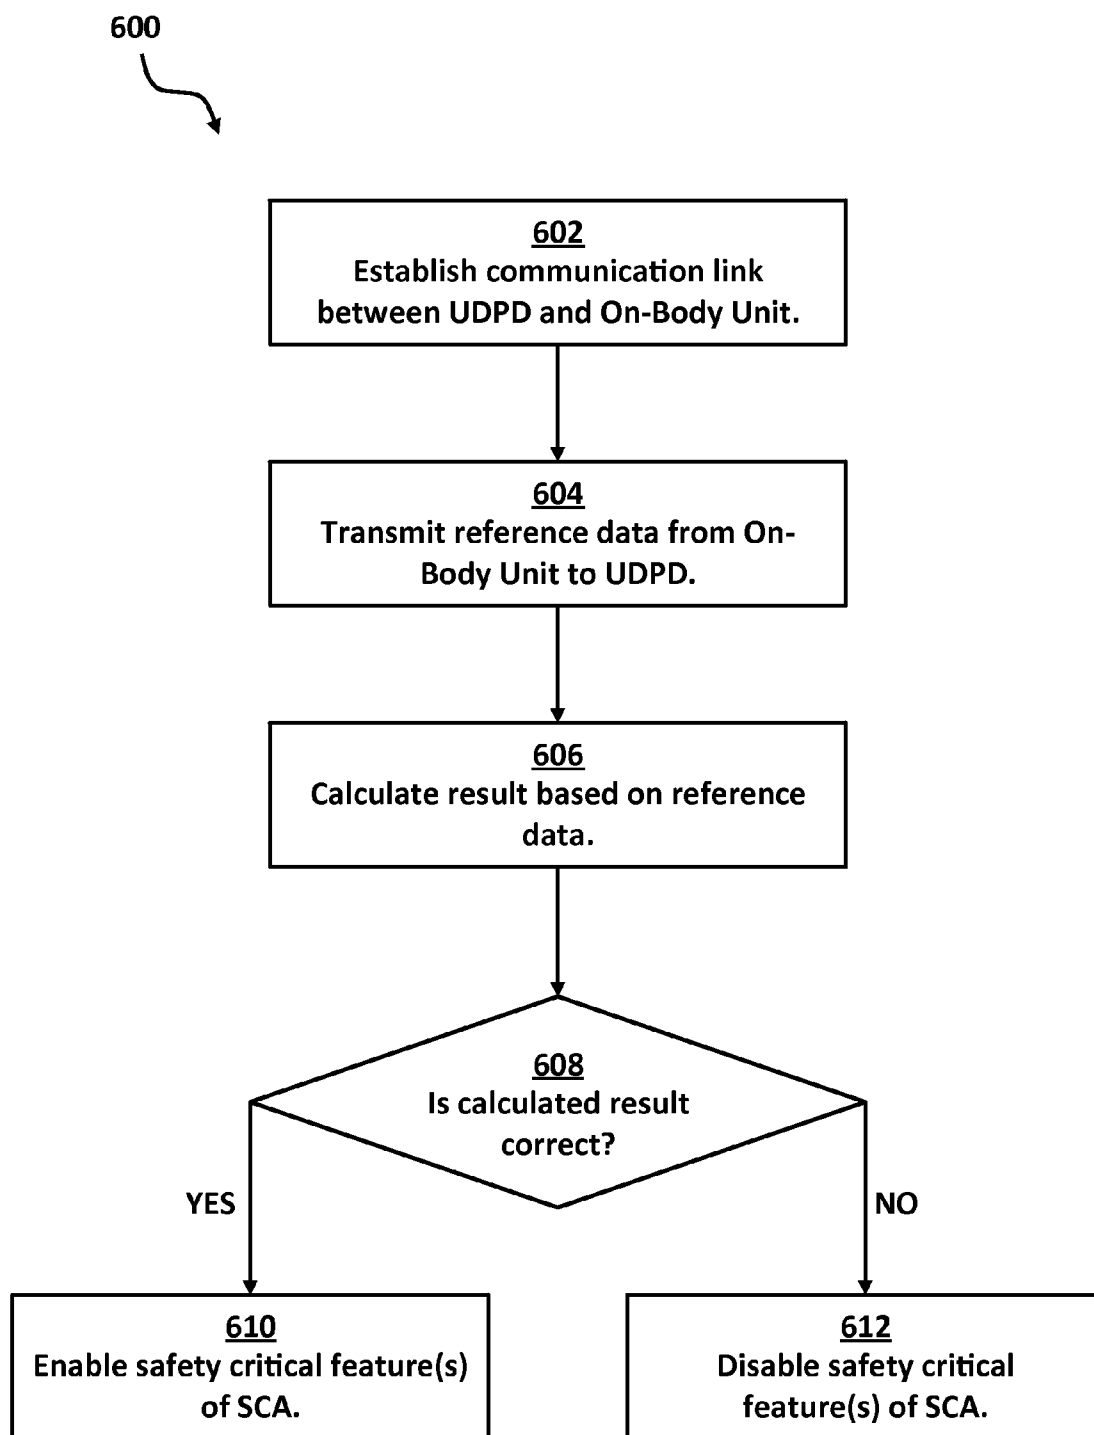 600
602
Establish communication link
between UDPD and On-Body Unit.
604
Transmit reference data from On-
Body Unit to UDPD.
606
Calculate result based on reference
data.
608
Is calculated result
correct?
YES
NO
610
Enable safety critical feature(s)
of SCA.
612
Disable safety critical
feature(s) of SCA.